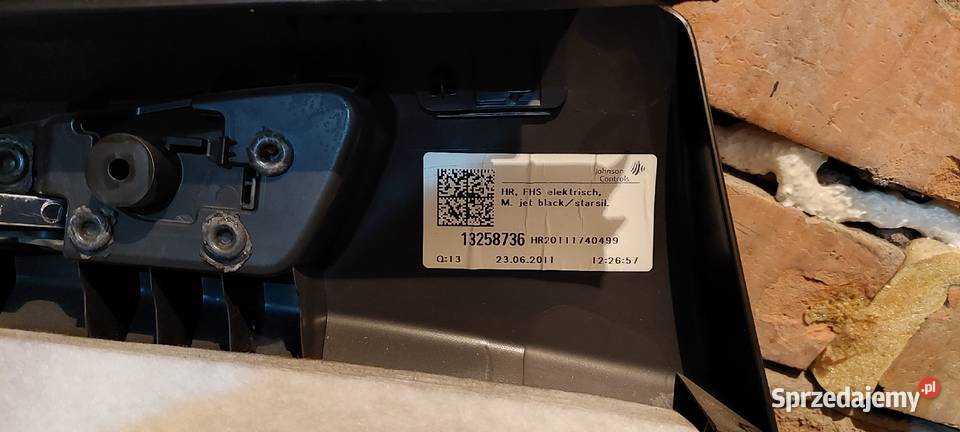 Johnson
Controls
HR, FHS elektrisch,
M. jet black/starsil.
13258736 HR20111740499
Q:13 23.06.2011 12:26:57
Sprzedajemy.pl